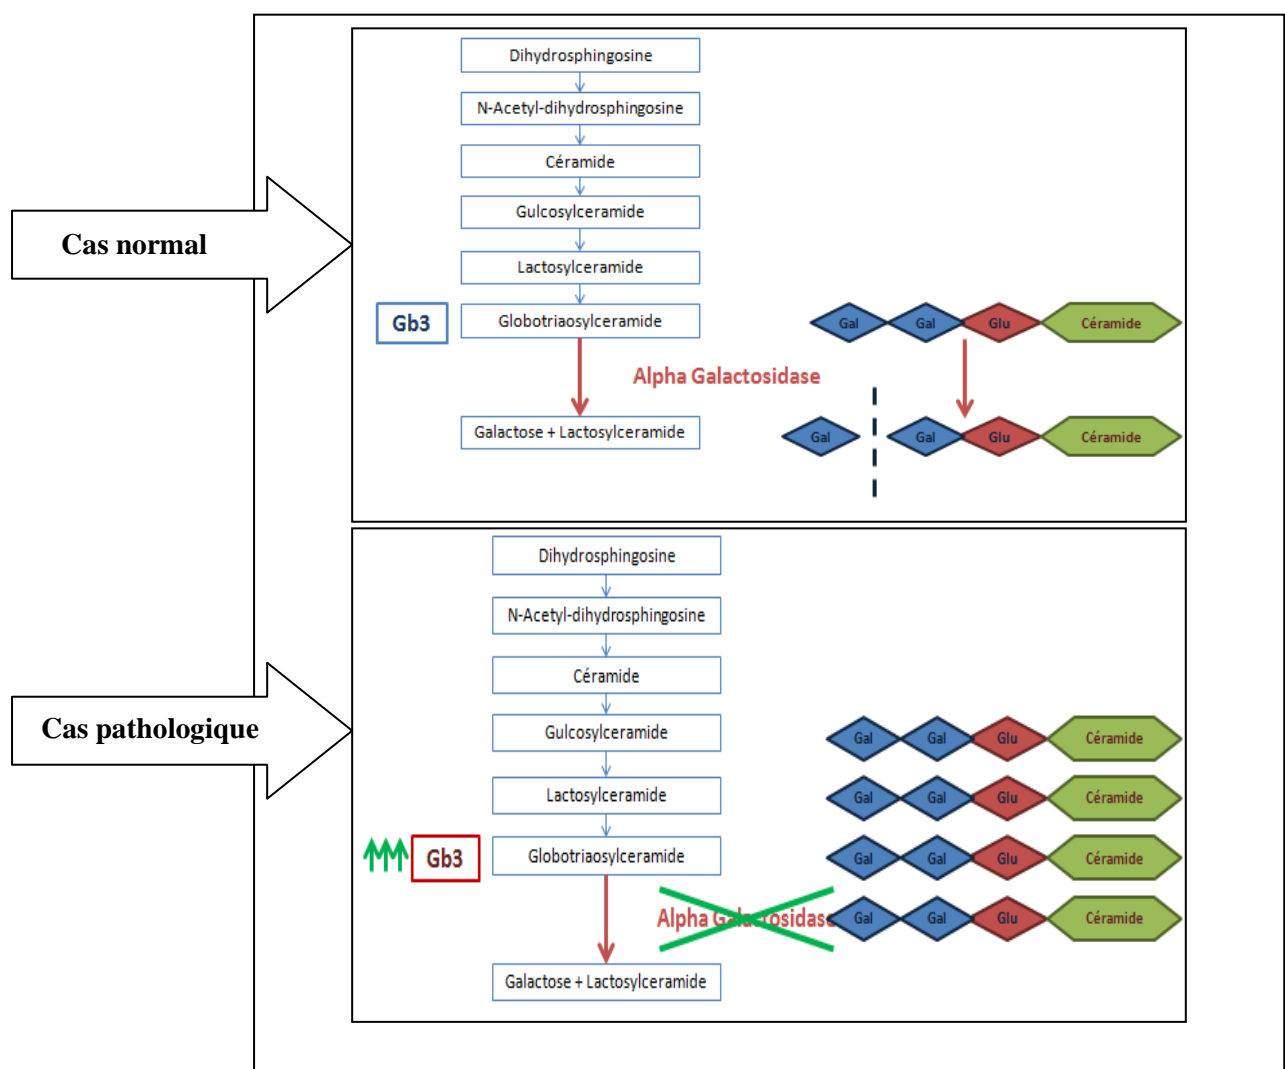 Dihydrosphingosine
N-Acetyl-dihydrosphingosine
Céramide
Gulcosylceramide
Cas normal
Lactosylceramide
Gb3
Globotriaosylceramide
Gal Gal Glu Céramide
Alpha Galactosidase
Galactose + Lactosylceramide
Gal Gal Glu Céramide
Dihydrosphingosine
N-Acetyl-dihydrosphingosine
Céramide
Gulcosylceramide
Cas pathologique
Gal Gal Glu Céramide
Lactosylceramide
Gal Gal Glu Céramide
Gb3
Globotriaosylceramide
Gal Gal Glu Céramide
Alpha Galactosidase
Gal Gal Glu Céramide
Galactose + Lactosylceramide